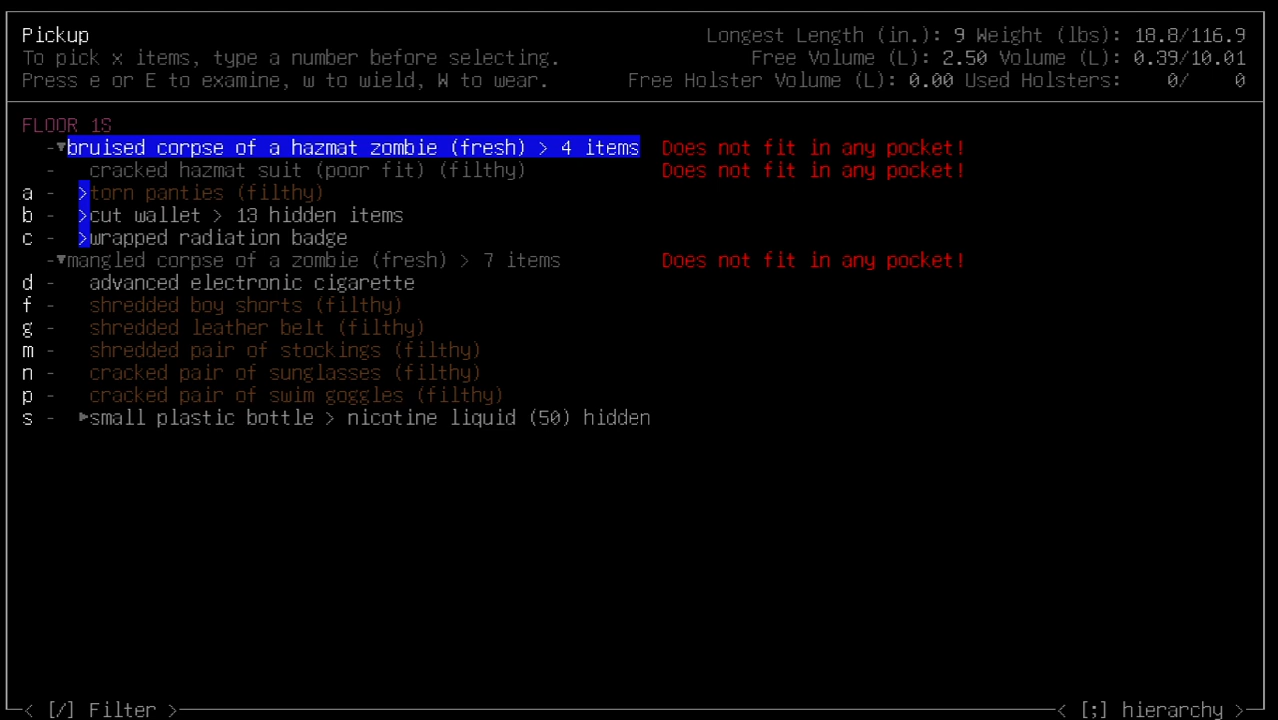 Pickup Longest Length (in.): 9 Weight (lbs): 18.8/116.9
To pick x items, type a number before selecting. Free Volume (L): 2.50 Volume (L): 0.39/10.01
Press e or E to examine, w to wield, W to wear. Free Holster Volume (L): 0.00 Used Holsters: 0/ 0
FLOOR 1S
-▼bruised corpse of a hazmat zombie (fresh) > 4 items Does not fit in any pocket!
- cracked hazmat suit (poor fit) (filthy) Does not fit in any pocket!
a - >torn panties (filthy)
b - >cut wallet > 13 hidden items
c - >wrapped radiation badge
-▼mangled corpse of a zombie (fresh) > 7 items Does not fit in any pocket!
d - advanced electronic cigarette
f - shredded boy shorts (filthy)
g - shredded leather belt (filthy)
m - shredded pair of stockings (filthy)
n - cracked pair of sunglasses (filthy)
p - cracked pair of swim goggles (filthy)
s - ►small plastic bottle > nicotine liquid (50) hidden
< [/] Filter > < [;] hierarchy >